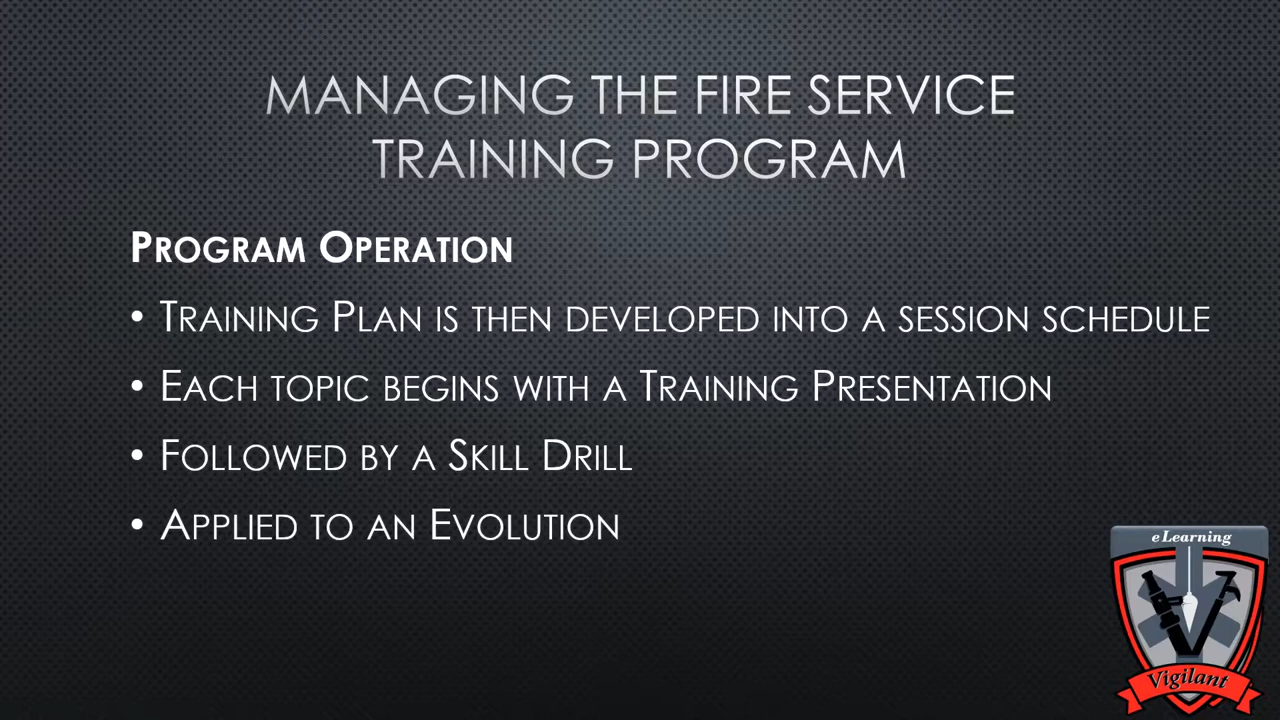 MANAGING THE FIRE SERVICE
TRAINING PROGRAM
PROGRAM OPERATION
• TRAINING PLAN IS THEN DEVELOPED INTO A SESSION SCHEDULE
• EACH TOPIC BEGINS WITH A TRAINING PRESENTATION
• FOLLOWED BY A SKILL DRILL
• APPLIED TO AN EVOLUTION
eLearning
V
Vigilant